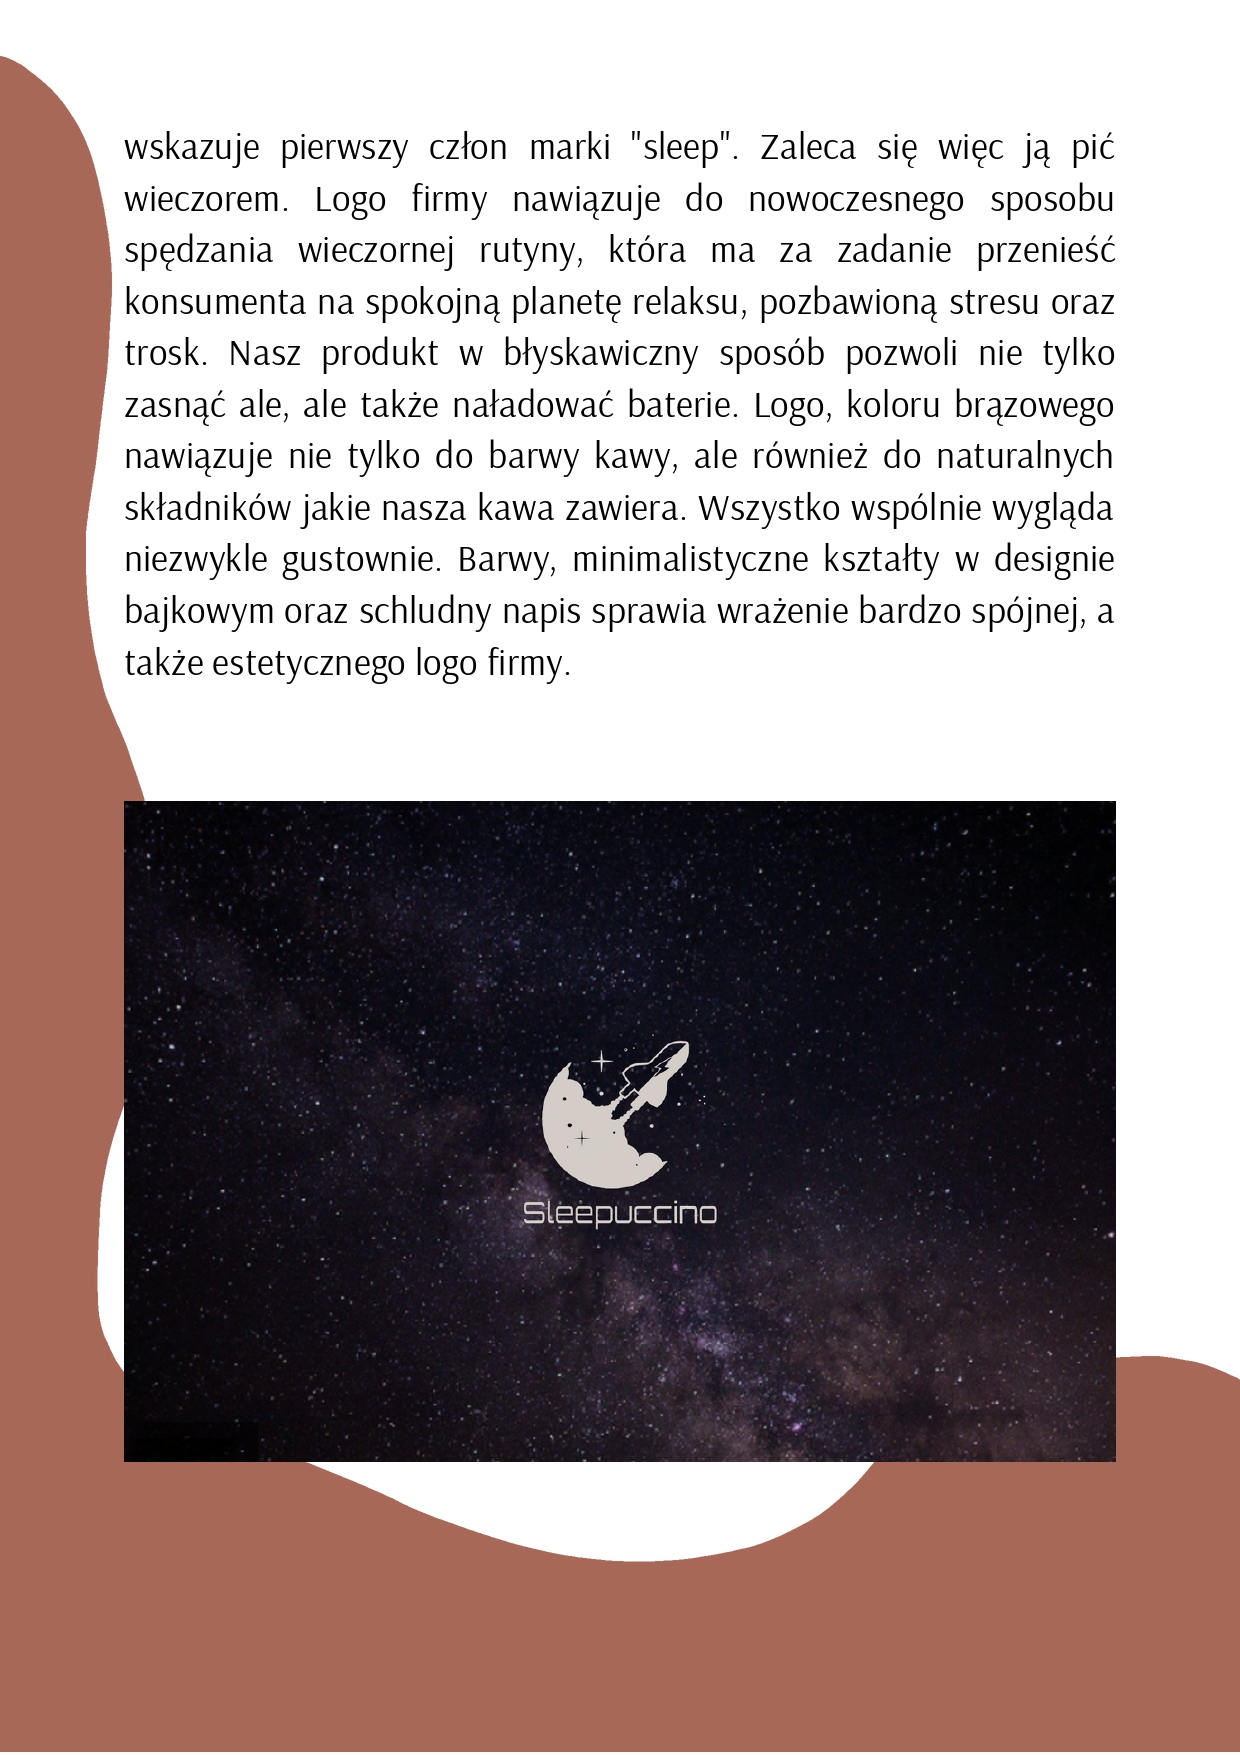 wskazuje pierwszy człon marki "sleep". Zaleca się więc ją pić
wieczorem. Logo firmy nawiązuje do nowoczesnego sposobu
spędzania wieczornej rutyny, która ma za zadanie przenieść
konsumenta na spokojną planetę relaksu, pozbawioną stresu oraz
trosk. Nasz produkt w błyskawiczny sposób pozwoli nie tylko
zasnąć ale, ale także naładować baterie. Logo, koloru brązowego
nawiązuje nie tylko do barwy kawy, ale również do naturalnych
składników jakie nasza kawa zawiera. Wszystko wspólnie wygląda
niezwykle gustownie. Barwy, minimalistyczne kształty w designie
bajkowym oraz schludny napis sprawia wrażenie bardzo spójnej, a
także estetycznego logo firmy.
Sleepuccino